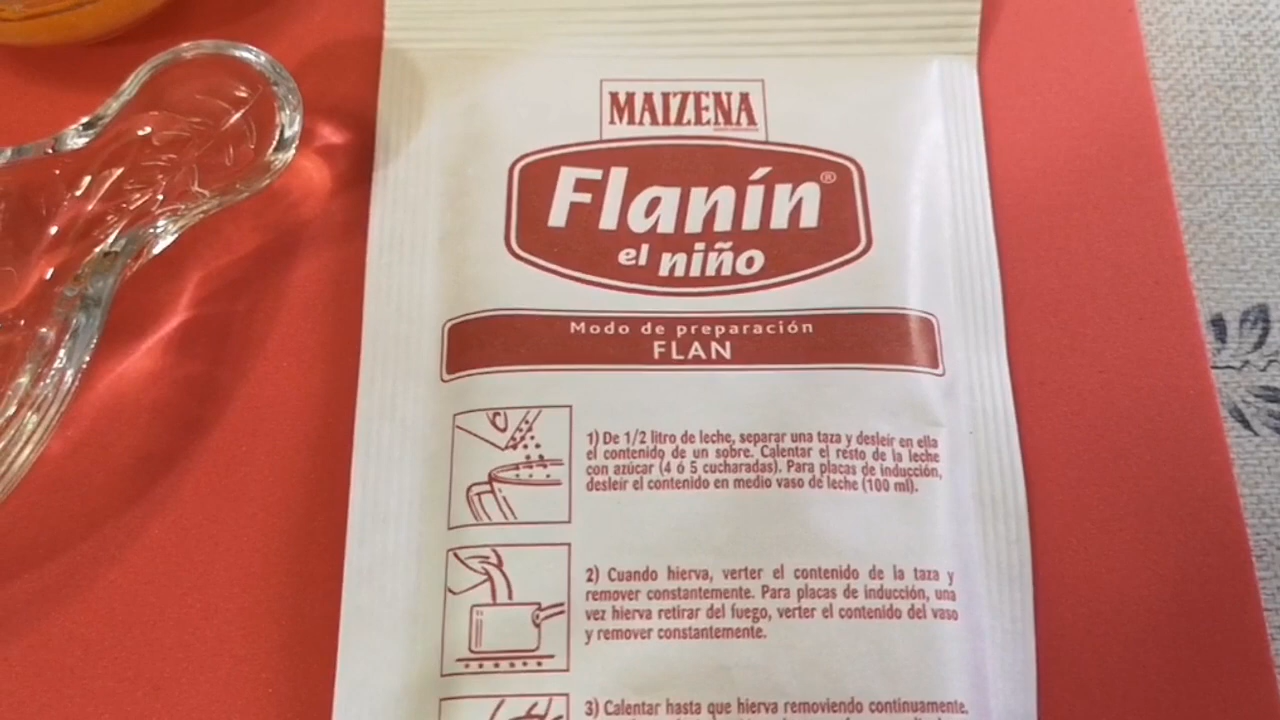 MAIZENA
Flanín®
el niño
Modo de preparación
FLAN
1) De 1/2 litro de leche, separar una taza y desleír en ella
el contenido de un sobre. Calentar el resto de la leche
con azúcar (4 ó 5 cucharadas). Para placas de inducción,
desleír el contenido en medio vaso de leche (100 ml).
2) Cuando hierva, verter el contenido de la taza y
remover constantemente. Para placas de inducción, una
vez hierva retirar del fuego, verter el contenido del vaso
y remover constantemente.
3) Calentar hasta que hierva removiendo continuamente.